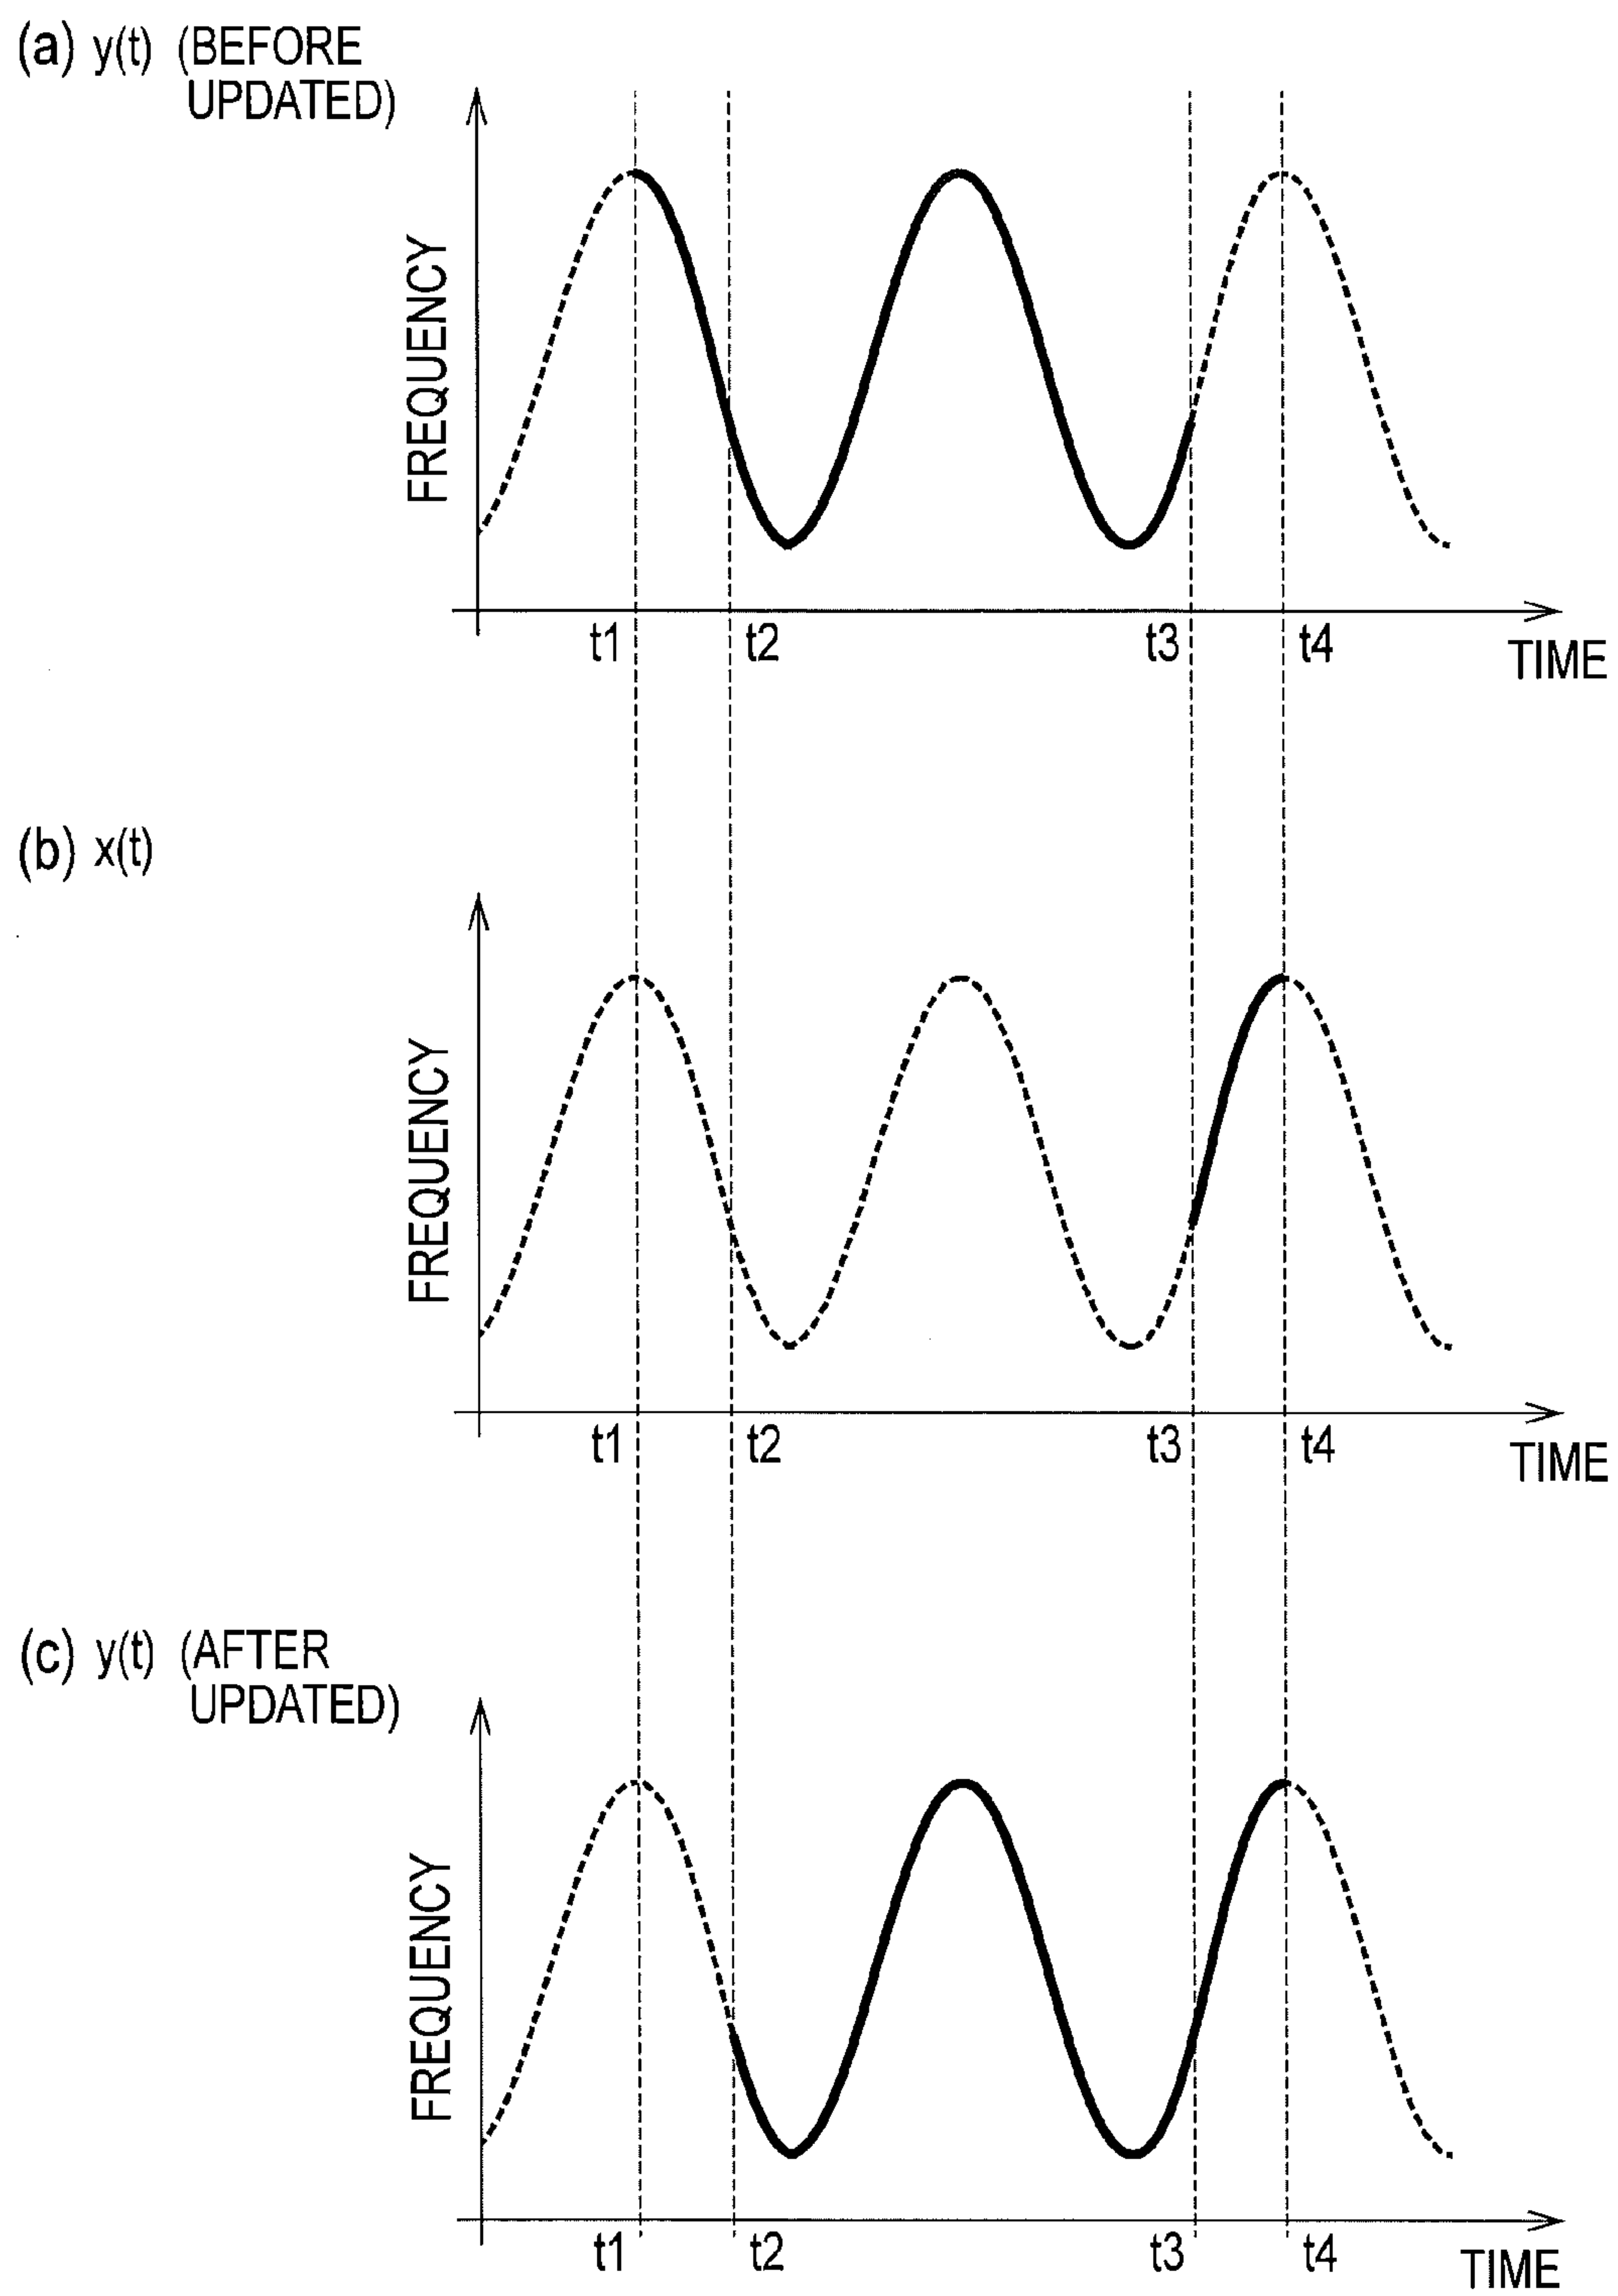 (a) y(t) (BEFORE
UPDATED)
FREQUENCY
t1 t2 t3 t4
TIME
(b) x(t)
FREQUENCY
t1 t2 t3 t4
TIME
(c) y(t) (AFTER
UPDATED)
FREQUENCY
t1 t2 t3 t4
TIME